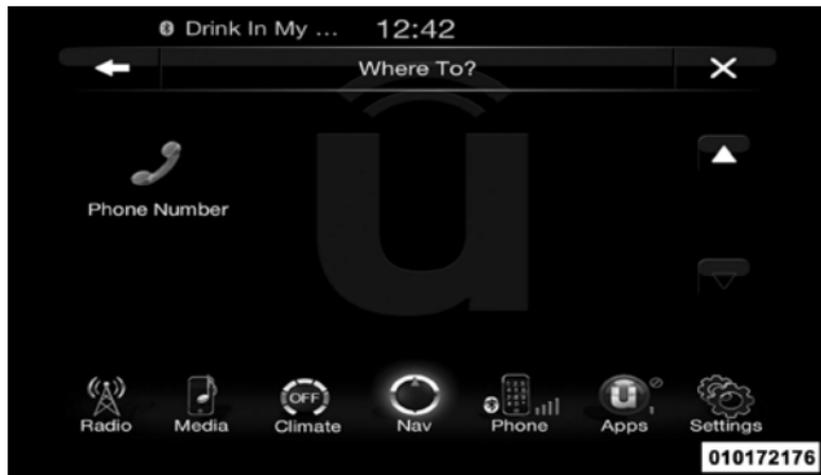 Drink In My ... 12:42
Where To?
Phone Number
OFF
Radio Media Climate Nav Phone Apps Settings
010172176